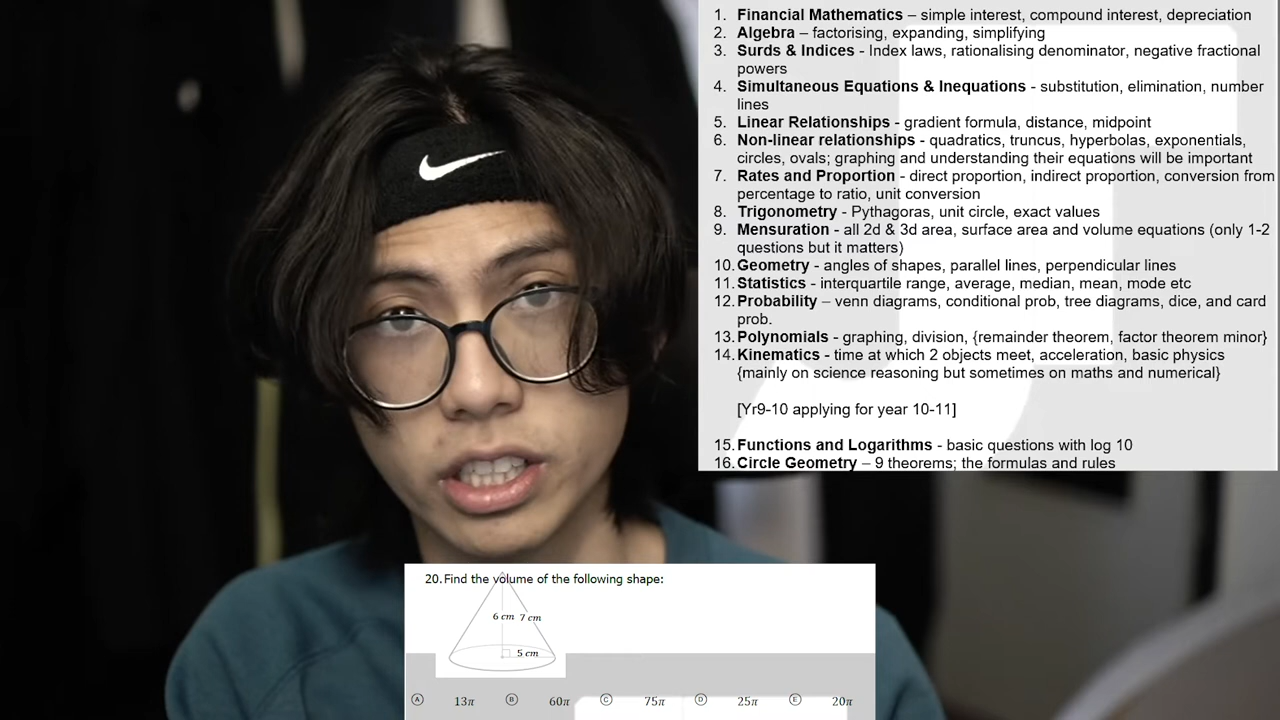 1. Financial Mathematics – simple interest, compound interest, depreciation
2. Algebra – factorising, expanding, simplifying
3. Surds & Indices - Index laws, rationalising denominator, negative fractional
powers
4. Simultaneous Equations & Inequations - substitution, elimination, number
lines
5. Linear Relationships - gradient formula, distance, midpoint
6. Non-linear relationships - quadratics, truncus, hyperbolas, exponentials,
circles, ovals; graphing and understanding their equations will be important
7. Rates and Proportion - direct proportion, indirect proportion, conversion from
percentage to ratio, unit conversion
8. Trigonometry - Pythagoras, unit circle, exact values
9. Mensuration - all 2d & 3d area, surface area and volume equations (only 1-2
questions but it matters)
10. Geometry - angles of shapes, parallel lines, perpendicular lines
11. Statistics - interquartile range, average, median, mean, mode etc
12. Probability – venn diagrams, conditional prob, tree diagrams, dice, and card
prob.
13. Polynomials - graphing, division, {remainder theorem, factor theorem minor}
14. Kinematics - time at which 2 objects meet, acceleration, basic physics
{mainly on science reasoning but sometimes on maths and numerical}
[Yr9-10 applying for year 10-11]
15. Functions and Logarithms - basic questions with log 10
16. Circle Geometry – 9 theorems; the formulas and rules
20. Find the volume of the following shape:
6 cm 7 cm
5 cm
A 13π B 60π C 75π D 25π E 20π